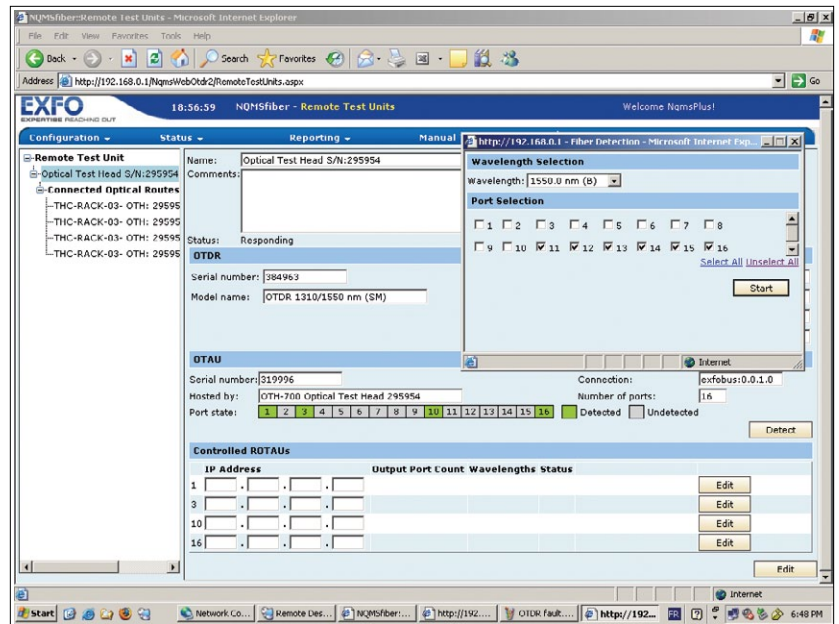 NQMSfiber::Remote Test Units - Microsoft Internet Explorer
File Edit View Favorites Tools Help
Back Search Favorites
Address http://192.168.0.1/NqmsWebOtdr2/RemoteTestUnits.aspx Go
EXFO
EXPERTISE REACHING OUT
18:56:59 NQMSfiber - Remote Test Units Welcome NqmsPlus!
Configuration Status Reporting Manual
http://192.168.0.1 - Fiber Detection - Microsoft Internet Exp...
Wavelength Selection
Wavelength: 1550.0 nm (B)
Port Selection
1 2 3 4 5 6 7 8
9 10 11 12 13 14 15 16
Select All Unselect All
Start
Internet
Remote Test Unit
Optical Test Head S/N:295954
Connected Optical Routes
THC-RACK-03- OTH: 29595
THC-RACK-03- OTH: 29595
THC-RACK-03- OTH: 29595
THC-RACK-03- OTH: 29595
Name: Optical Test Head S/N:295954
Comments:
Status: Responding
OTDR
Serial number: 384963
Model name: OTDR 1310/1550 nm (SM)
OTAU
Serial number: 319996 Connection: exfobus:0.0.1.0
Hosted by: OTH-700 Optical Test Head 295954 Number of ports: 16
Port state: 1 2 3 4 5 6 7 8 9 10 11 12 13 14 15 16 Detected Undetected
Detect
Controlled ROTAUs
IP Address Output Port Count Wavelengths Status
1 . . . Edit
3 . . . Edit
10 . . . Edit
16 . . . Edit
Edit
Internet
Start Network Co... Remote Des... NQMSfiber:... http://192.... OTDR fault.... http://192... FR 6:48 PM